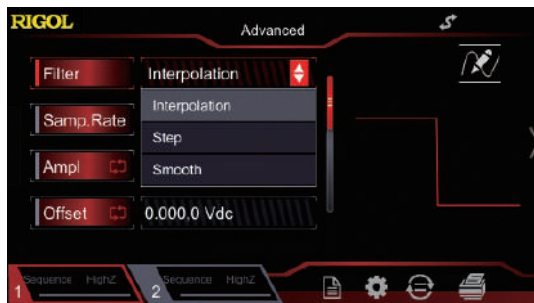 RIGOL
Advanced
Filter
Interpolation
Interpolation
Samp.Rate
Step
Ampl
Smooth
Offset
0.000,0 Vdc
1
Sequence HighZ
2
Sequence HighZ